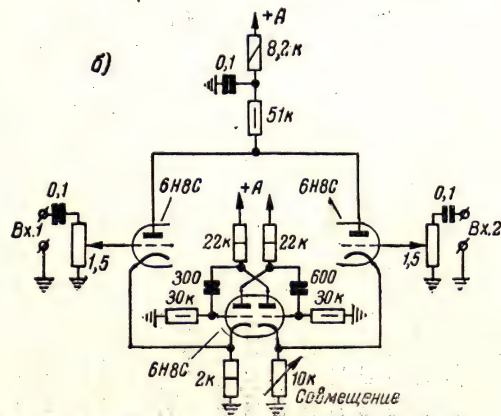 б)
+А
8,2к
0,1
51к
6Н8С
+А
6Н8С
0,1
0,1
Вх.1
Вх.2
1,5
22к
22к
1,5
300
600
30к
30к
6Н8С
2к
10к
Совмещение